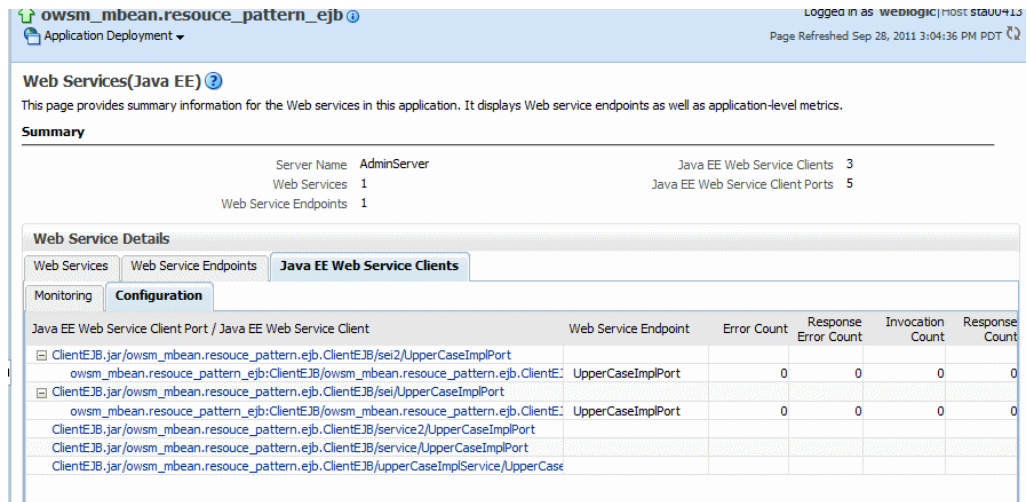 owsm_mbean.resouce_pattern_ejb
Logged in as weblogic|Host sta00413
Application Deployment
Page Refreshed Sep 28, 2011 3:04:36 PM PDT
Web Services(Java EE)
This page provides summary information for the Web services in this application. It displays Web service endpoints as well as application-level metrics.
Summary
Server Name AdminServer
Java EE Web Service Clients 3
Web Services 1
Java EE Web Service Client Ports 5
Web Service Endpoints 1
Web Service Details
Web Services Web Service Endpoints Java EE Web Service Clients
Monitoring Configuration
Java EE Web Service Client Port / Java EE Web Service Client Web Service Endpoint Error Count Response Error Count Invocation Count Response Count
ClientEJB.jar/owsm_mbean.resouce_pattern.ejb.ClientEJB/sei2/UpperCaseImplPort
owsm_mbean.resouce_pattern_ejb:ClientEJB/owsm_mbean.resouce_pattern.ejb.ClientEJ UpperCaseImplPort 0 0 0 0
ClientEJB.jar/owsm_mbean.resouce_pattern.ejb.ClientEJB/sei/UpperCaseImplPort
owsm_mbean.resouce_pattern_ejb:ClientEJB/owsm_mbean.resouce_pattern.ejb.ClientEJ UpperCaseImplPort 0 0 0 0
ClientEJB.jar/owsm_mbean.resouce_pattern.ejb.ClientEJB/service2/UpperCaseImplPort
ClientEJB.jar/owsm_mbean.resouce_pattern.ejb.ClientEJB/service/UpperCaseImplPort
ClientEJB.jar/owsm_mbean.resouce_pattern.ejb.ClientEJB/upperCaseImplService/UpperCase